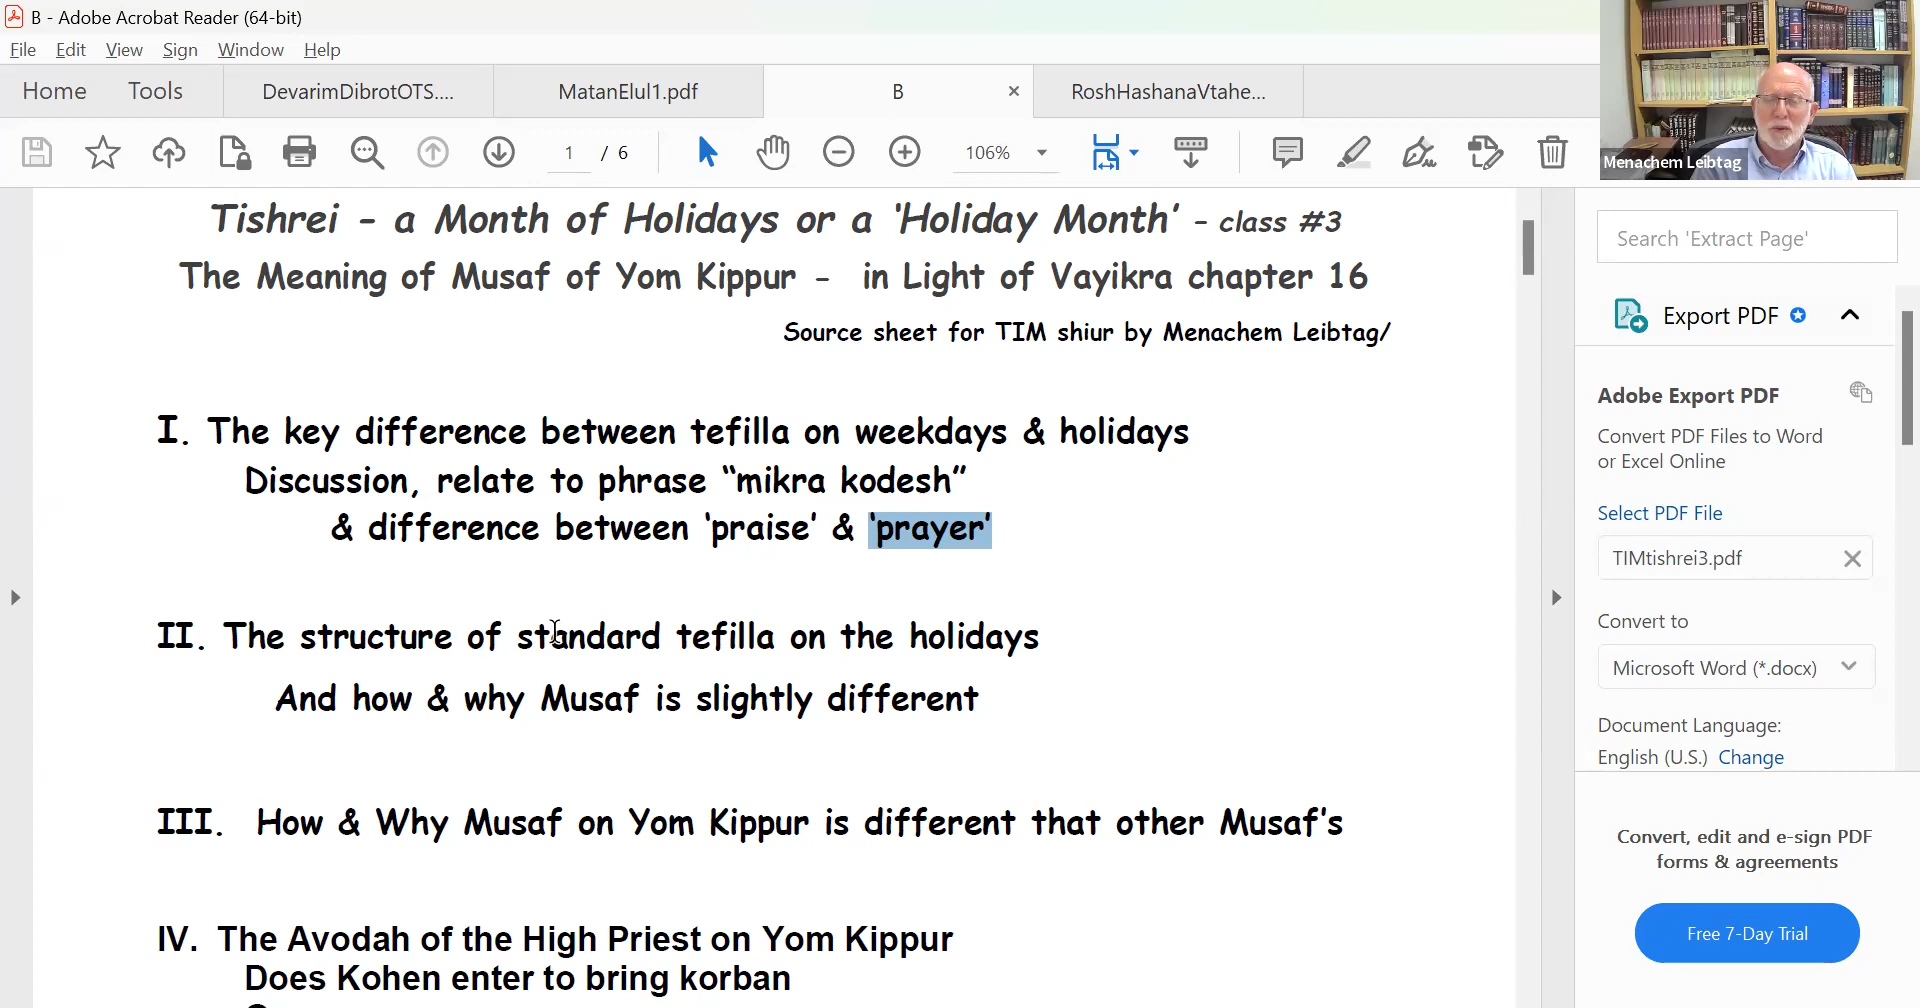 B - Adobe Acrobat Reader (64-bit)
File Edit View Sign Window Help
Home Tools DevarimDibrotOTS.... MatanElul1.pdf B × RoshHashanaVtahe...
1 / 6 106%
Menachem Leibtag
Tishrei - a Month of Holidays or a ‘Holiday Month’ - class #3
The Meaning of Musaf of Yom Kippur - in Light of Vayikra chapter 16
Source sheet for TIM shiur by Menachem Leibtag/
I. The key difference between tefilla on weekdays & holidays
Discussion, relate to phrase “mikra kodesh”
& difference between ‘praise’ & ‘prayer’
II. The structure of standard tefilla on the holidays
And how & why Musaf is slightly different
III. How & Why Musaf on Yom Kippur is different that other Musaf’s
IV. The Avodah of the High Priest on Yom Kippur
Does Kohen enter to bring korban
Search 'Extract Page'
Export PDF
Adobe Export PDF
Convert PDF Files to Word
or Excel Online
Select PDF File
TIMtishrei3.pdf
Convert to
Microsoft Word (*.docx)
Document Language:
English (U.S.) Change
Convert, edit and e-sign PDF
forms & agreements
Free 7-Day Trial